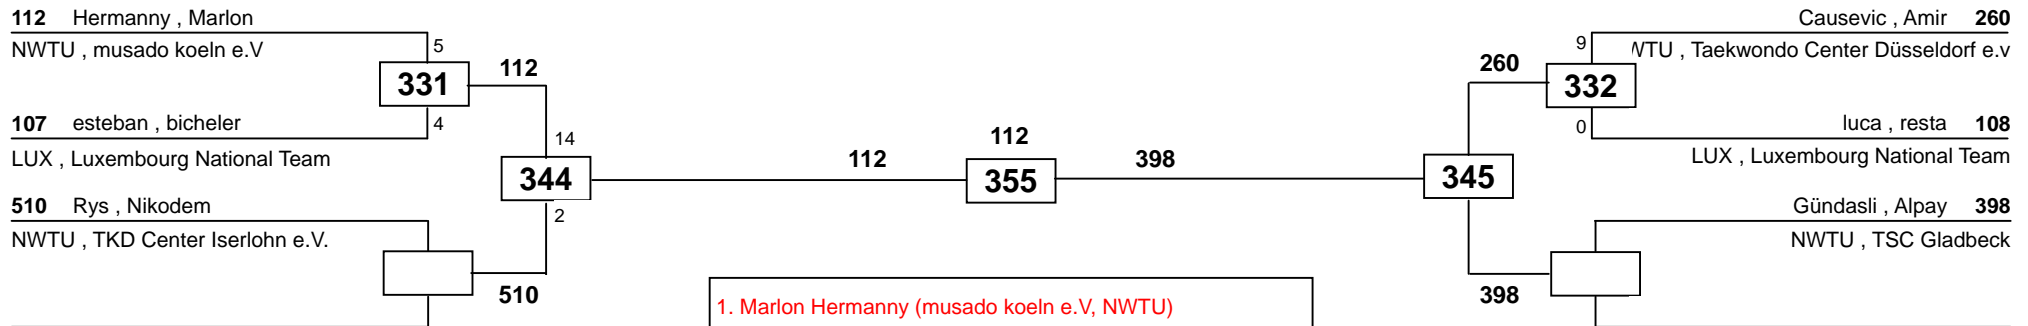 112 Hermanny , Marlon
NWTU , musado koeln e.V
5
331
112
4
107 esteban , bicheler
LUX , Luxembourg National Team
14
344
2
510 Rys , Nikodem
NWTU , TKD Center Iserlohn e.V.
510
112
112
355
398
1. Marlon Hermanny (musado koeln e.V, NWTU)
Causevic , Amir 260
WTU , Taekwondo Center Düsseldorf e.v
9
260
332
0
luca , resta 108
LUX , Luxembourg National Team
345
Gündasli , Alpay 398
NWTU , TSC Gladbeck
398